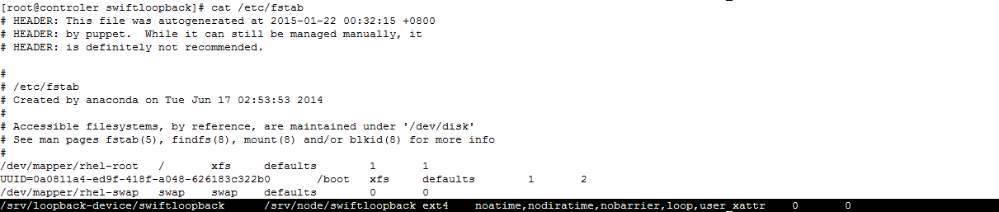 [root@controler swiftloopback]# cat /etc/fstab
# HEADER: This file was autogenerated at 2015-01-22 00:32:15 +0800
# HEADER: by puppet.  While it can still be managed manually, it
# HEADER: is definitely not recommended.
#
# /etc/fstab
# Created by anaconda on Tue Jun 17 02:53:53 2014
#
# Accessible filesystems, by reference, are maintained under '/dev/disk'
# See man pages fstab(5), findfs(8), mount(8) and/or blkid(8) for more info
#
/dev/mapper/rhel-root   /       xfs     defaults        1       1
UUID=0a0811a4-ed9f-418f-a048-626183c322b0       /boot   xfs     defaults        1       2
/dev/mapper/rhel-swap   swap    swap    defaults        0       0
/srv/loopback-device/swiftloopback      /srv/node/swiftloopback ext4    noatime,nodiratime,nobarrier,loop,user_xattr    0       0